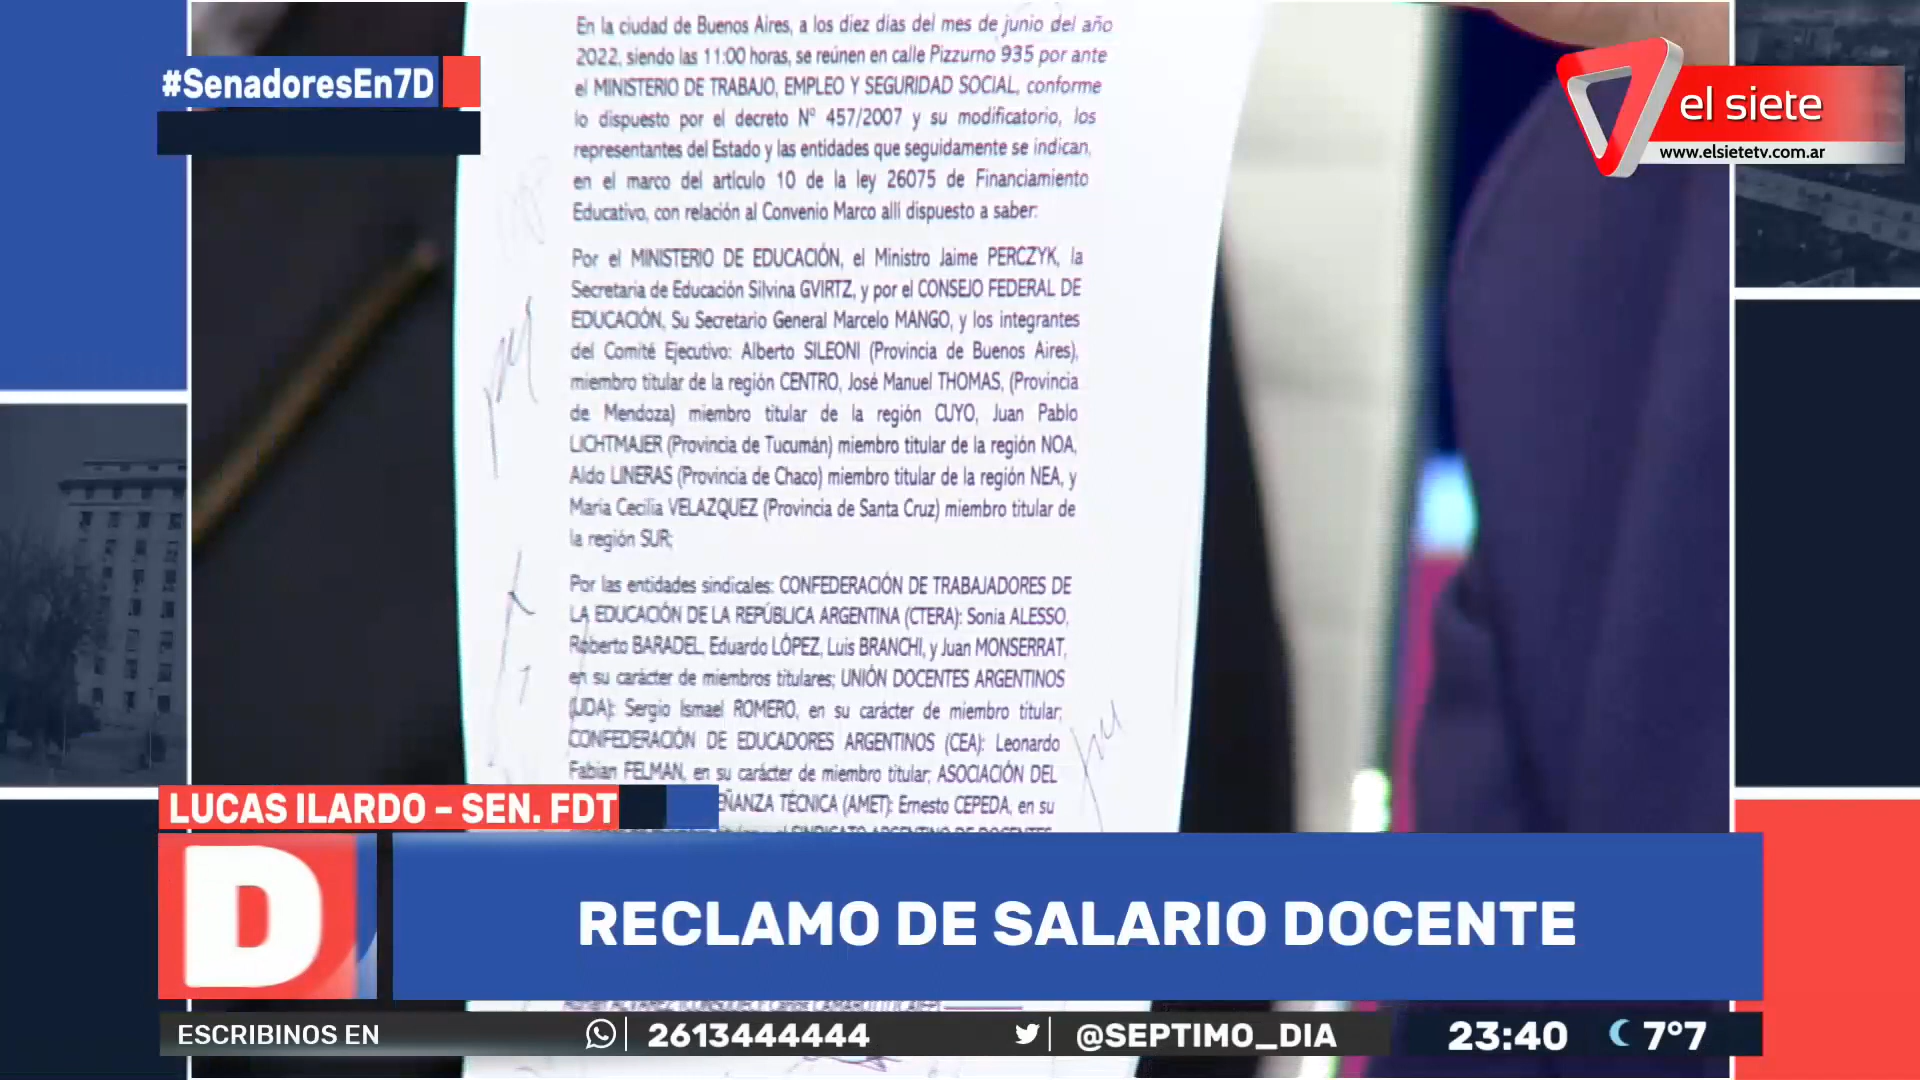 #SenadoresEn7D
el siete
www.elsietetv.com.ar
En la ciudad de Buenos Aires, a los diez días del mes de junio del año
2022, siendo las 11:00 horas, se reúnen en calle Pizzurno 935 por ante
el MINISTERIO DE TRABAJO, EMPLEO Y SEGURIDAD SOCIAL, conforme
lo dispuesto por el decreto Nº 457/2007 y su modificatorio, los
representantes del Estado y las entidades que seguidamente se indican,
en el marco del artículo 10 de la ley 26075 de Financiamiento
Educativo, con relación al Convenio Marco allí dispuesto a saber:
Por el MINISTERIO DE EDUCACIÓN, el Ministro Jaime PERCZYK, la
Secretaria de Educación Silvina GVIRTZ, y por el CONSEJO FEDERAL DE
EDUCACIÓN, Su Secretario General Marcelo MANGO, y los integrantes
del Comité Ejecutivo: Alberto SILEONI (Provincia de Buenos Aires),
miembro titular de la región CENTRO, José Manuel THOMAS, (Provincia
de Mendoza) miembro titular de la región CUYO, Juan Pablo
LICHTMAJER (Provincia de Tucumán) miembro titular de la región NOA,
Aldo LINERAS (Provincia de Chaco) miembro titular de la región NEA, y
María Cecilia VELAZQUEZ (Provincia de Santa Cruz) miembro titular de
la región SUR;
Por las entidades sindicales: CONFEDERACIÓN DE TRABAJADORES DE
LA EDUCACIÓN DE LA REPÚBLICA ARGENTINA (CTERA): Sonia ALESSO,
Roberto BARADEL, Eduardo LÓPEZ, Luis BRANCHI, y Juan MONSERRAT,
en su carácter de miembros titulares; UNIÓN DOCENTES ARGENTINOS
(UDA): Sergio Ismael ROMERO, en su carácter de miembro titular;
CONFEDERACIÓN DE EDUCADORES ARGENTINOS (CEA): Leonardo
Fabian FELMAN, en su carácter de miembro titular; ASOCIACIÓN DEL
TÉCNICA (AMET): Ernesto CEPEDA, en su
LUCAS ILARDO - SEN. FDT
D
RECLAMO DE SALARIO DOCENTE
ESCRIBINOS EN 2613444444 @SEPTIMO_DIA 23:40 7°7